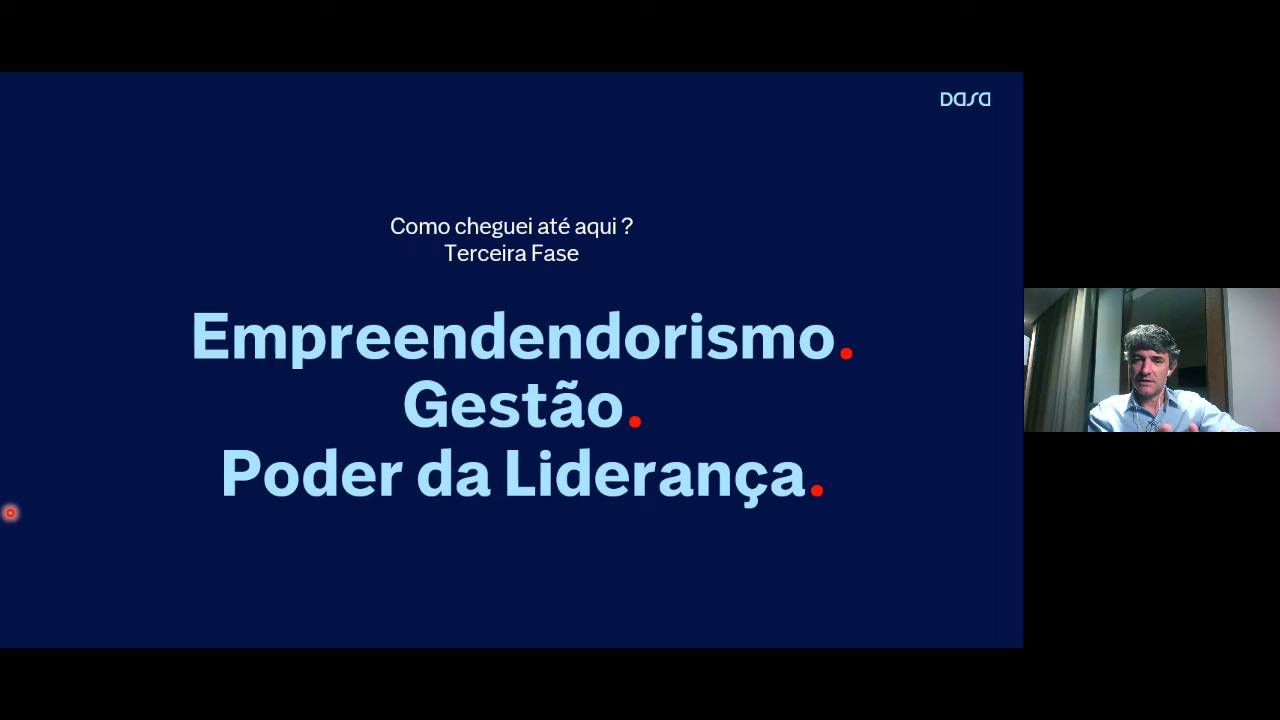 Dasa
Como cheguei até aqui ?
Terceira Fase
Empreendendorismo.
Gestão.
Poder da Liderança.